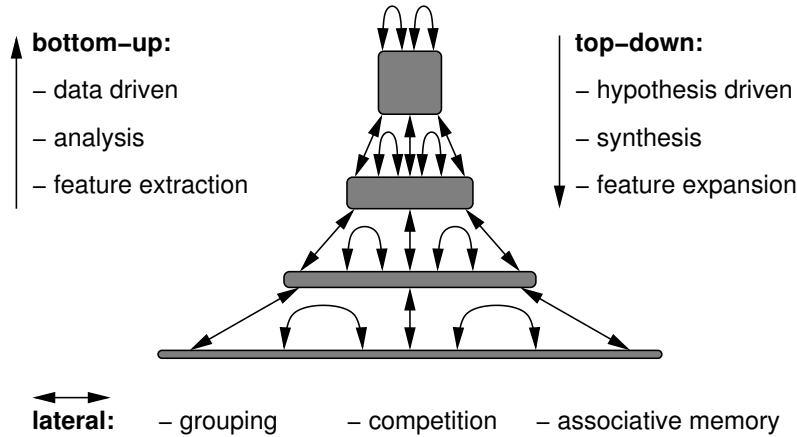 bottom–up:
– data driven
– analysis
– feature extraction
top–down:
– hypothesis driven
– synthesis
– feature expansion
lateral: – grouping – competition – associative memory